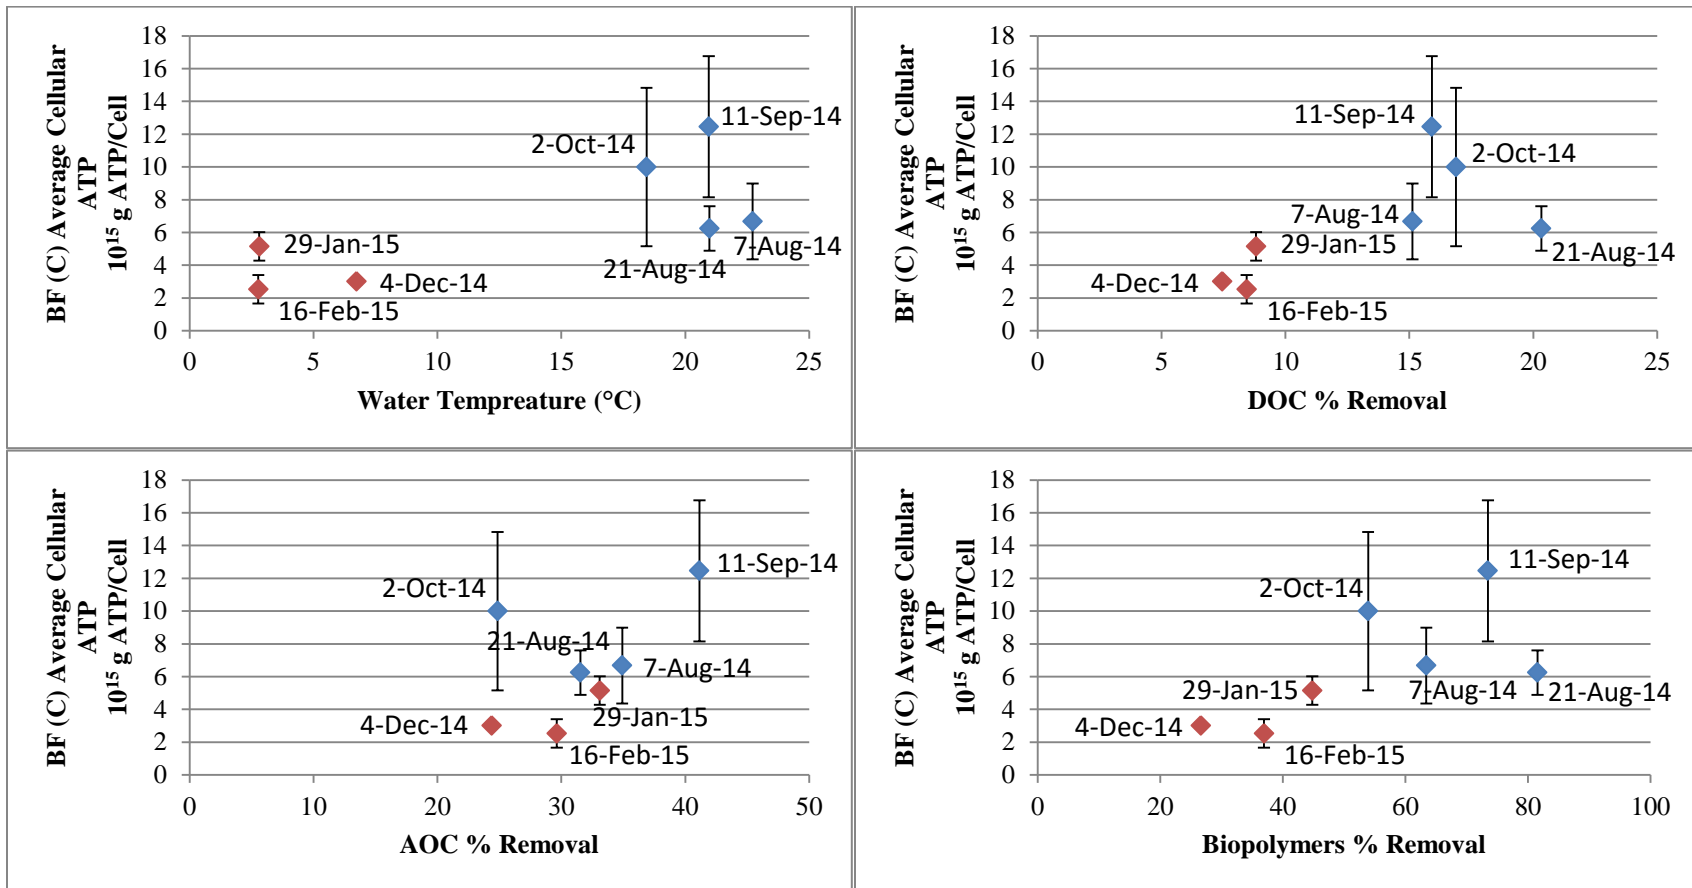 BF (C) Average Cellular
ATP
10^15 g ATP/Cell
18
16
14
12
10
8
6
4
2
0
11-Sep-14
2-Oct-14
29-Jan-15
7-Aug-14
21-Aug-14
4-Dec-14
16-Feb-15
0 5 10 15 20 25
Water Tempreature (°C)
BF (C) Average Cellular
ATP
10^15 g ATP/Cell
18
16
14
12
10
8
6
4
2
0
11-Sep-14
2-Oct-14
7-Aug-14
29-Jan-15
21-Aug-14
4-Dec-14
16-Feb-15
0 5 10 15 20 25
DOC % Removal
BF (C) Average Cellular
ATP
10^15 g ATP/Cell
18
16
14
12
10
8
6
4
2
0
11-Sep-14
2-Oct-14
21-Aug-14
7-Aug-14
29-Jan-15
4-Dec-14
16-Feb-15
0 10 20 30 40 50
AOC % Removal
BF (C) Average Cellular
ATP
10^15 g ATP/Cell
18
16
14
12
10
8
6
4
2
0
11-Sep-14
2-Oct-14
29-Jan-15
7-Aug-14
21-Aug-14
4-Dec-14
16-Feb-15
0 20 40 60 80 100
Biopolymers % Removal